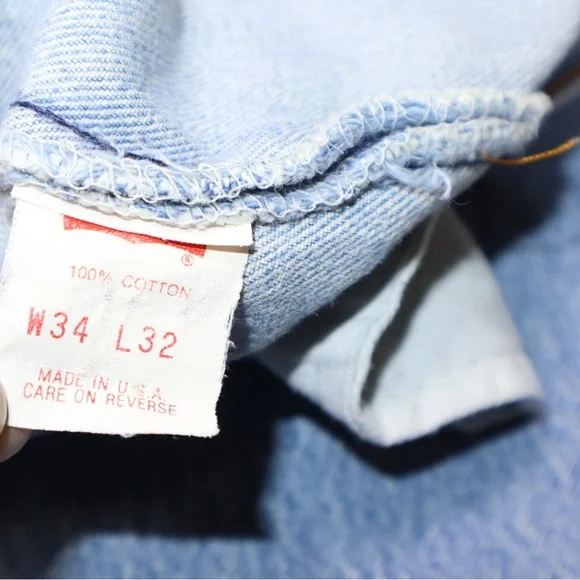 ®
100% COTTON
W34 L32
MADE IN U.S.A.
CARE ON REVERSE